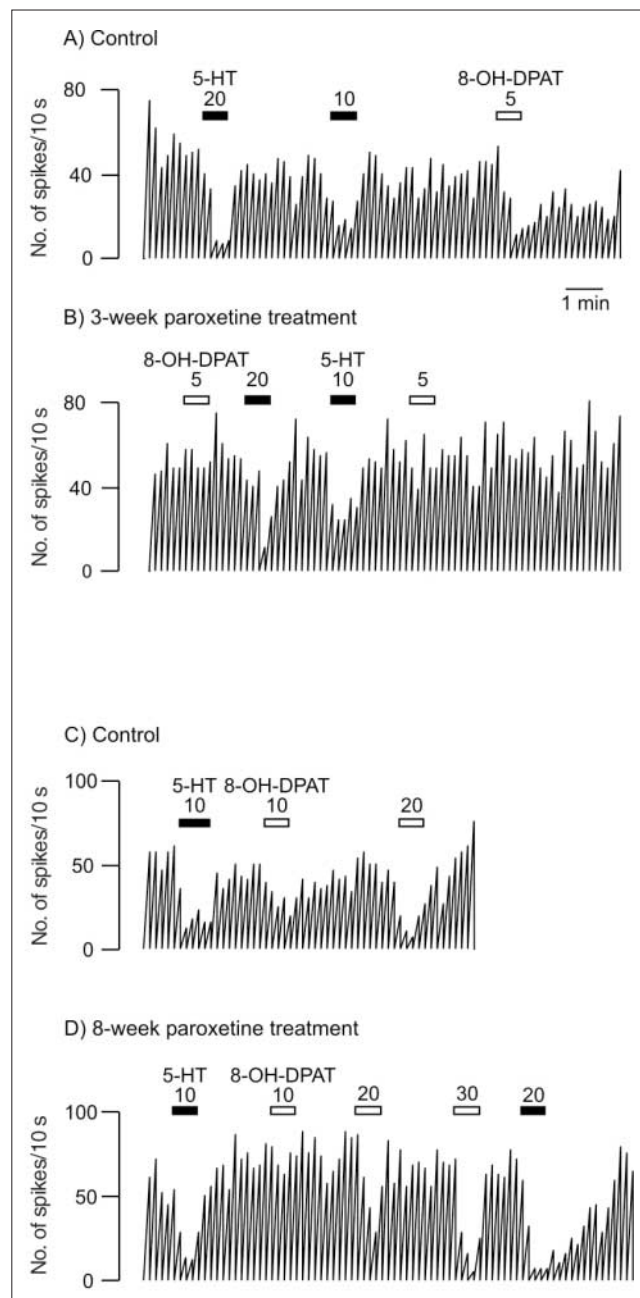 A) Control
5-HT 8-OH-DPAT
20 10 5
80
40
0
No. of spikes/10 s
1 min
B) 3-week paroxetine treatment
8-OH-DPAT 5-HT
5 20 10 5
80
40
0
No. of spikes/10 s
C) Control
5-HT 8-OH-DPAT
10 10 20
100
50
0
No. of spikes/10 s
D) 8-week paroxetine treatment
5-HT 8-OH-DPAT
10 10 20 30 20
100
50
0
No. of spikes/10 s